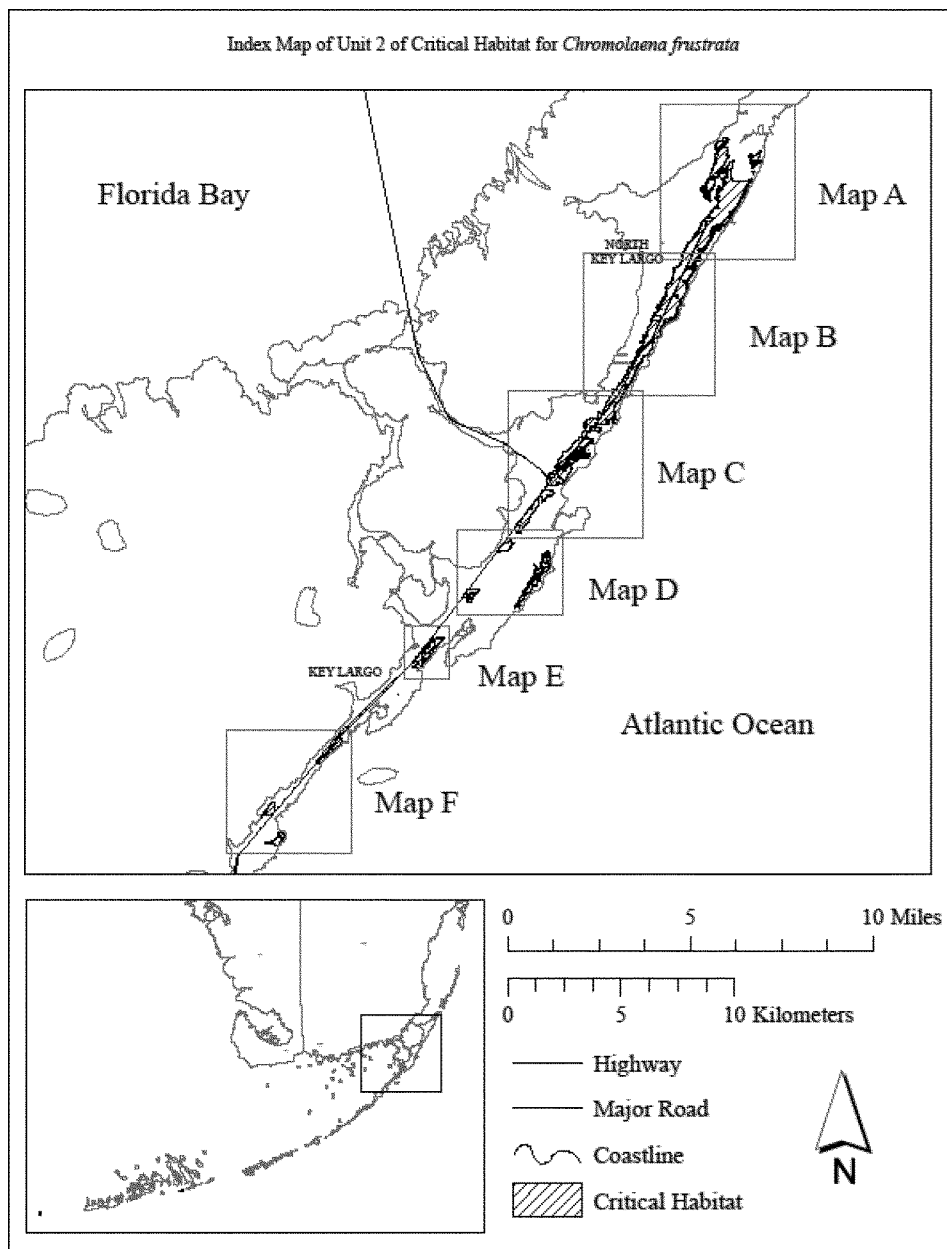 Index Map of Unit 2 of Critical Habitat for Chromolaena frustrata
Florida Bay
Map A
NORTH
KEY LARGO
Map B
Map C
Map D
KEY LARGO
Map E
Atlantic Ocean
Map F
0 5 10 Miles
0 5 10 Kilometers
Highway
Major Road
Coastline
Critical Habitat
N